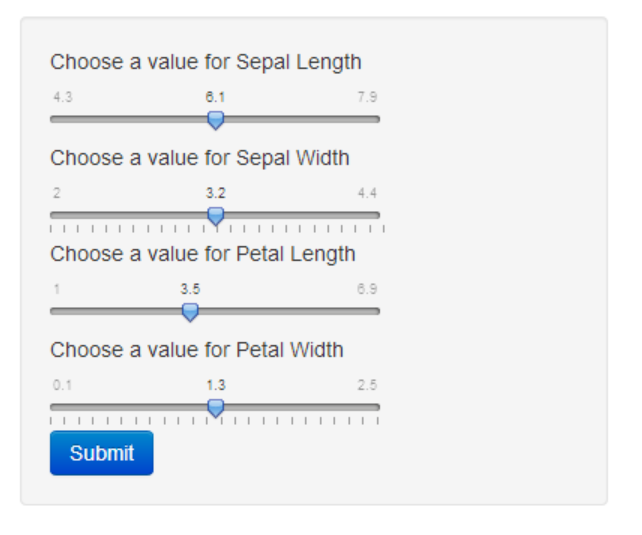 Choose a value for Sepal Length
4.3 6.1 7.9
Choose a value for Sepal Width
2 3.2 4.4
Choose a value for Petal Length
1 3.5 6.9
Choose a value for Petal Width
0.1 1.3 2.5
Submit